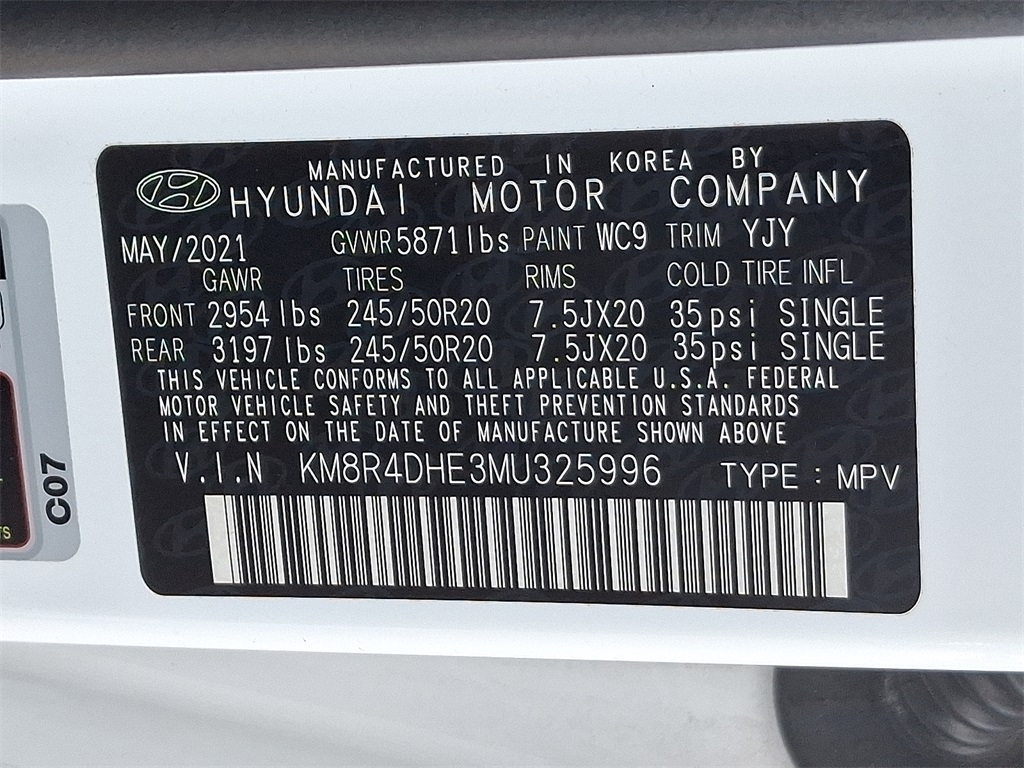 MANUFACTURED IN KOREA BY
HYUNDAI MOTOR COMPANY
MAY/2021 GVWR 5871lbs PAINT WC9 TRIM YJY
GAWR TIRES RIMS COLD TIRE INFL
FRONT 2954 lbs 245/50R20 7.5JX20 35psi SINGLE
REAR 3197 lbs 245/50R20 7.5JX20 35psi SINGLE
THIS VEHICLE CONFORMS TO ALL APPLICABLE U.S.A. FEDERAL
MOTOR VEHICLE SAFETY AND THEFT PREVENTION STANDARDS
IN EFFECT ON THE DATE OF MANUFACTURE SHOWN ABOVE
V.I.N KM8R4DHE3MU325996 TYPE : MPV
C07